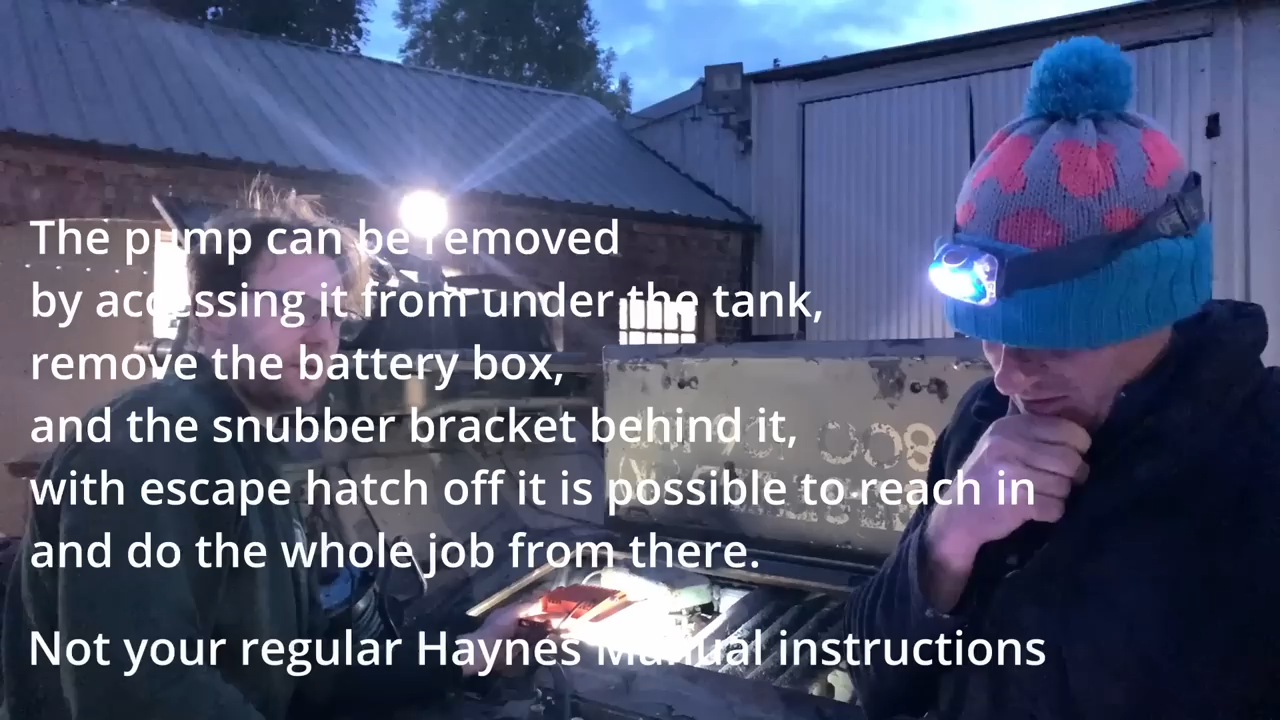 The pump can be removed
by accessing it from under the tank,
remove the battery box,
and the snubber bracket behind it,
with escape hatch off it is possible to reach in
and do the whole job from there.
Not your regular Haynes Manual instructions